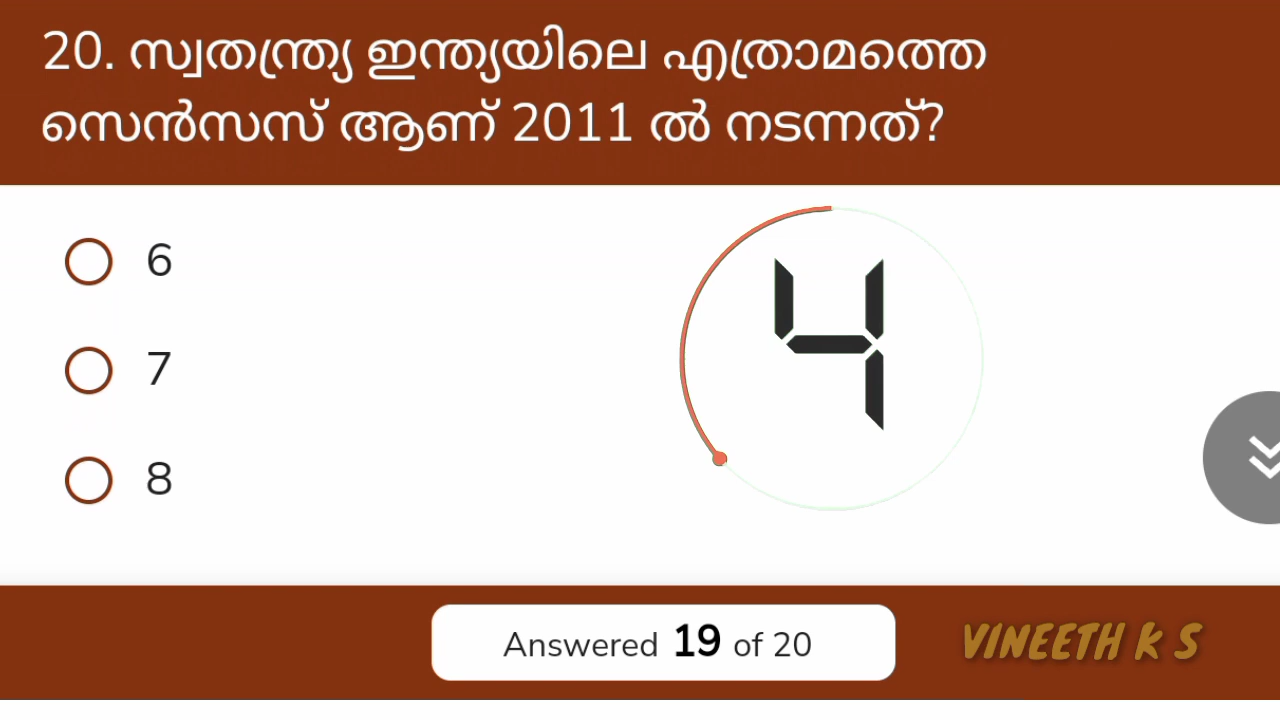 20. സ്വതന്ത്ര്യ ഇന്ത്യയിലെ എത്രാമത്തെ
സെൻസസ് ആണ് 2011 ൽ നടന്നത്?
6
4
7
8
Answered 19 of 20
VINEETH K S